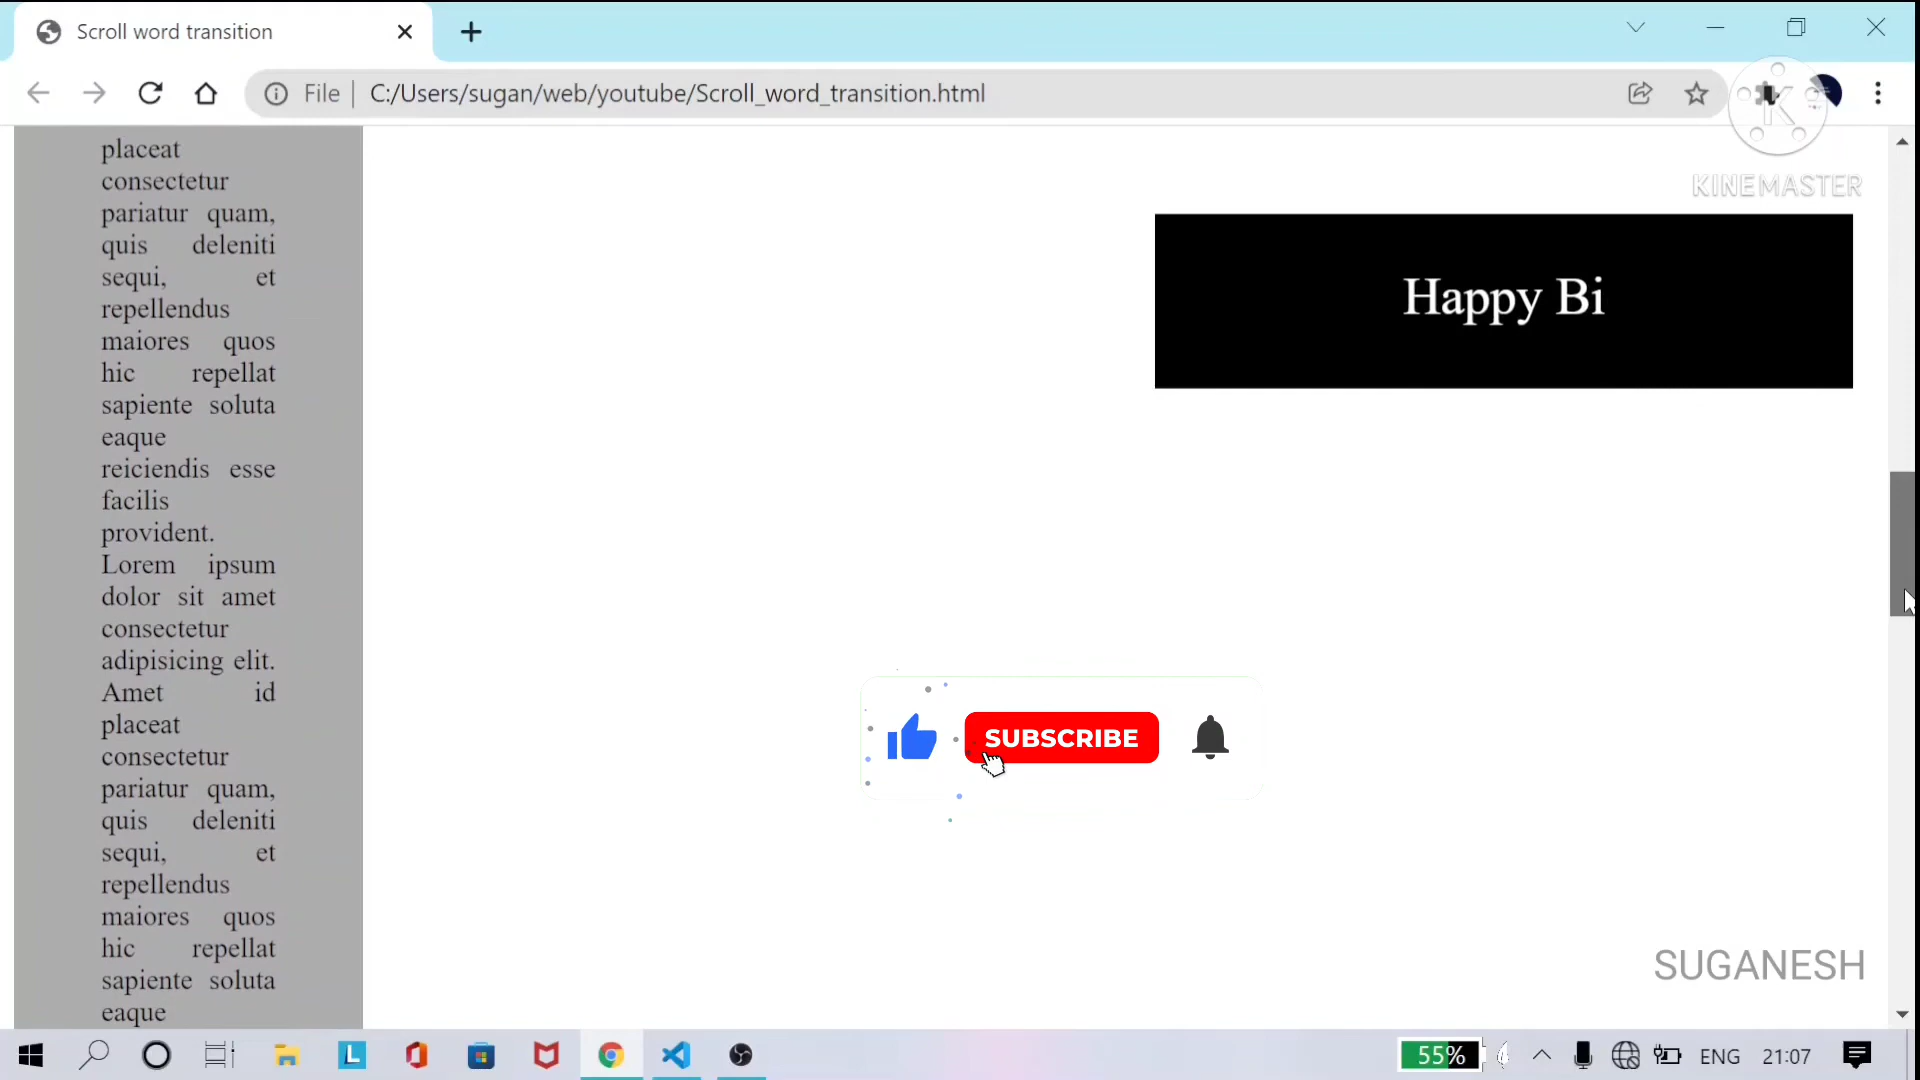 Scroll word transition
File
C:/Users/sugan/web/youtube/Scroll_word_transition.html
K
KINEMASTER
placeat
consectetur
pariatur quam,
quis deleniti
sequi, et
repellendus
maiores quos
hic repellat
sapiente soluta
eaque
reiciendis esse
facilis
provident.
Lorem ipsum
dolor sit amet
consectetur
adipisicing elit.
Amet id
placeat
consectetur
pariatur quam,
quis deleniti
sequi, et
repellendus
maiores quos
hic repellat
sapiente soluta
eaque
Happy Bi
SUBSCRIBE
SUGANESH
L
55%
ENG
21:07